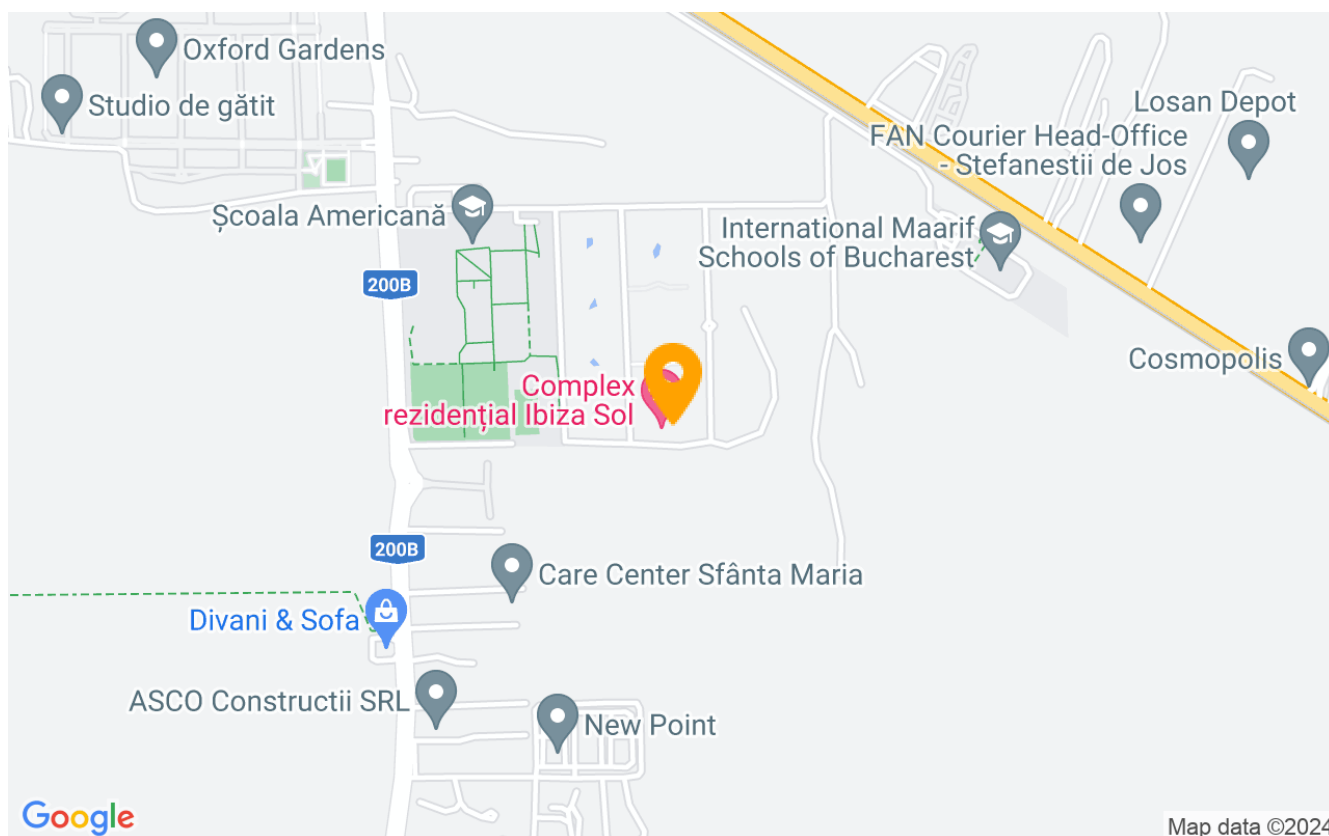 Oxford Gardens
Studio de gătit
Losan Depot
FAN Courier Head-Office
- Stefanestii de Jos
Școala Americană
International Maarif
Schools of Bucharest
200B
Cosmopolis
Complex
rezidențial Ibiza Sol
200B
Care Center Sfânta Maria
Divani & Sofa
ASCO Constructii SRL
New Point
Google
Map data ©2024